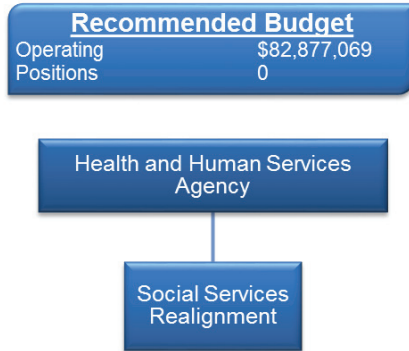 Recommended Budget
Operating $82,877,069
Positions 0
Health and Human Services
Agency
Social Services
Realignment